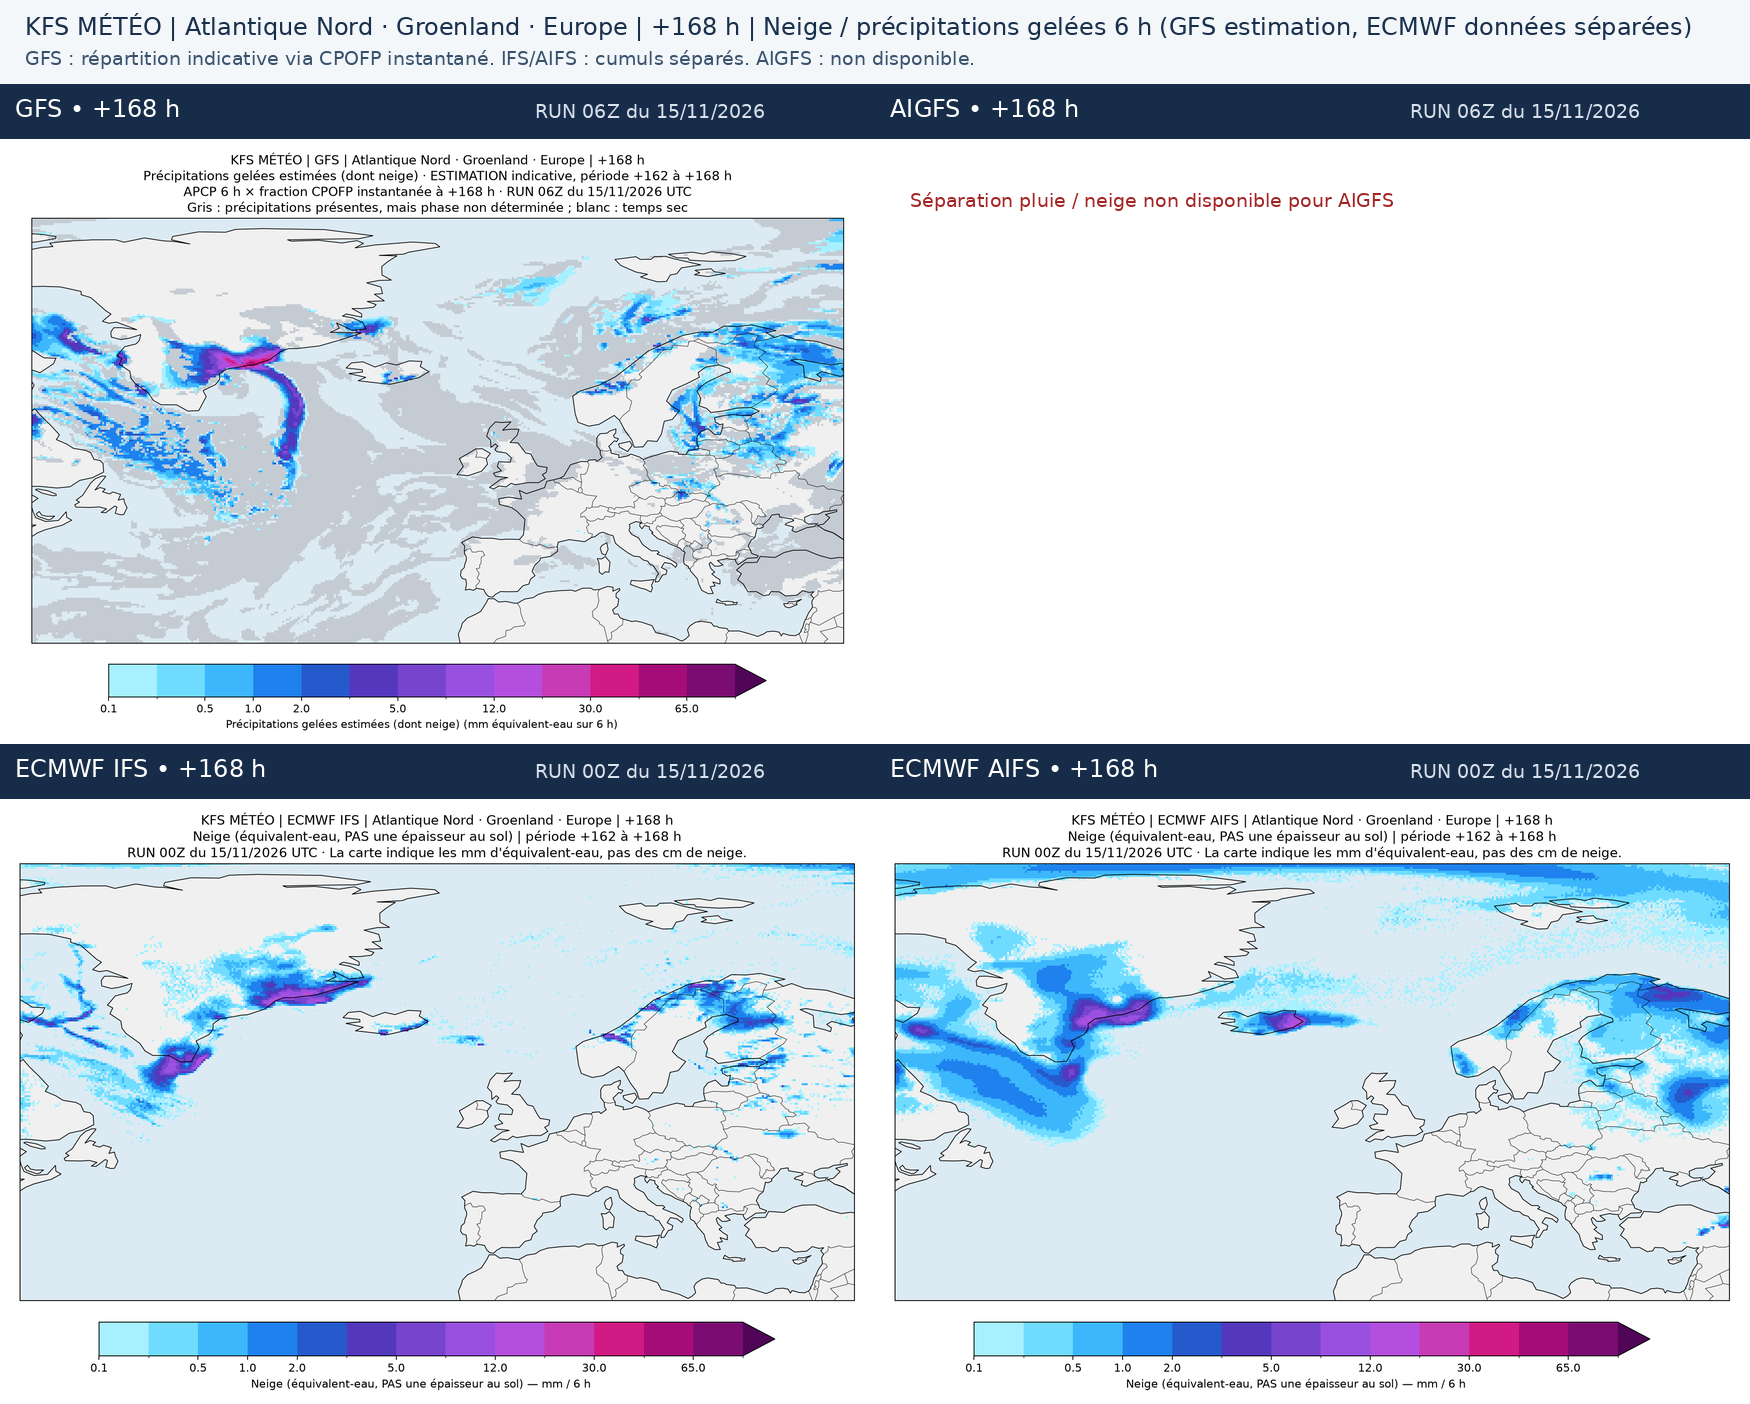 KFS MÉTÉO | Atlantique Nord · Groenland · Europe | +168 h | Neige / précipitations gelées 6 h (GFS estimation, ECMWF données séparées)
GFS : répartition indicative via CPOFP instantané. IFS/AIFS : cumuls séparés. AIGFS : non disponible.
GFS • +168 h
RUN 06Z du 15/11/2026
AIGFS • +168 h
RUN 06Z du 15/11/2026
KFS MÉTÉO | GFS | Atlantique Nord · Groenland · Europe | +168 h
Précipitations gelées estimées (dont neige) · ESTIMATION indicative, période +162 à +168 h
APCP 6 h × fraction CPOFP instantanée à +168 h · RUN 06Z du 15/11/2026 UTC
Gris : précipitations présentes, mais phase non déterminée ; blanc : temps sec
Séparation pluie / neige non disponible pour AIGFS
0.1 0.5 1.0 2.0 5.0 12.0 30.0 65.0
Précipitations gelées estimées (dont neige) (mm équivalent-eau sur 6 h)
ECMWF IFS • +168 h
RUN 00Z du 15/11/2026
ECMWF AIFS • +168 h
RUN 00Z du 15/11/2026
KFS MÉTÉO | ECMWF IFS | Atlantique Nord · Groenland · Europe | +168 h
Neige (équivalent-eau, PAS une épaisseur au sol) | période +162 à +168 h
RUN 00Z du 15/11/2026 UTC · La carte indique les mm d'équivalent-eau, pas des cm de neige.
0.1 0.5 1.0 2.0 5.0 12.0 30.0 65.0
Neige (équivalent-eau, PAS une épaisseur au sol) — mm / 6 h
KFS MÉTÉO | ECMWF AIFS | Atlantique Nord · Groenland · Europe | +168 h
Neige (équivalent-eau, PAS une épaisseur au sol) | période +162 à +168 h
RUN 00Z du 15/11/2026 UTC · La carte indique les mm d'équivalent-eau, pas des cm de neige.
0.1 0.5 1.0 2.0 5.0 12.0 30.0 65.0
Neige (équivalent-eau, PAS une épaisseur au sol) — mm / 6 h